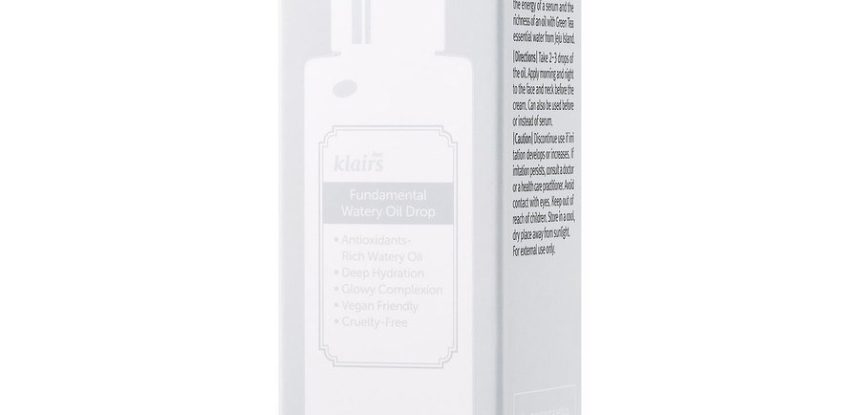 klairs
Fundamental
Watery Oil Drop
• Antioxidants-
Rich Watery Oil
• Deep Hydration
• Glowy Complexion
• Vegan Friendly
• Cruelty-Free
the energy of a serum and the
richness of an oil with Green Tea
essential water from Jeju Island.
|Directions| Take 2~3 drops of
the oil. Apply morning and night
to the face and neck before the
cream. Can also be used before
or instead of serum.
|Caution| Discontinue use if irri
tation develops or increases. If
irritation persists, consult a doctor
or a health care practitioner. Avoid
contact with eyes. Keep out of
reach of children. Store in a cool,
dry place away from sunlight.
For external use only.